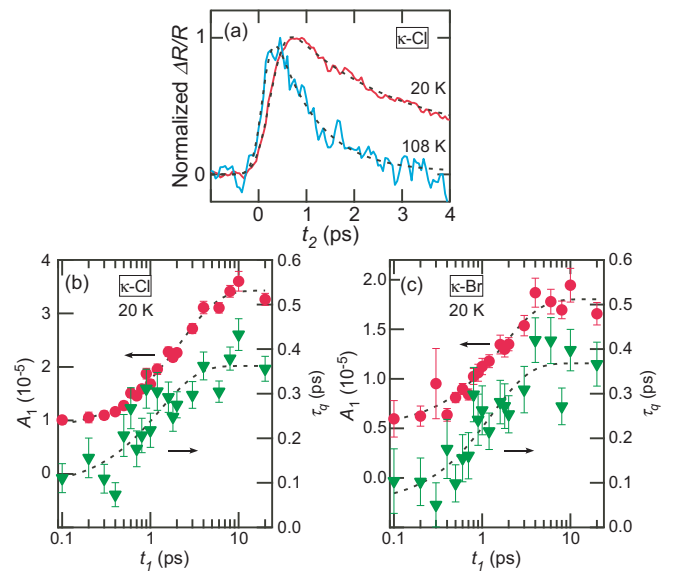 (a)
κ-Cl
20 K
108 K
Normalized ΔR/R
1
0
0
1
2
3
4
t2 (ps)
(b)
κ-Cl
20 K
A1 (10-5)
4
3
2
1
0
-1
τq (ps)
0.6
0.5
0.4
0.3
0.2
0.1
0.0
0.1
1
10
t1 (ps)
(c)
κ-Br
20 K
A1 (10-5)
2.0
1.5
1.0
0.5
0.0
τq (ps)
0.6
0.5
0.4
0.3
0.2
0.1
0.0
0.1
1
10
t1 (ps)